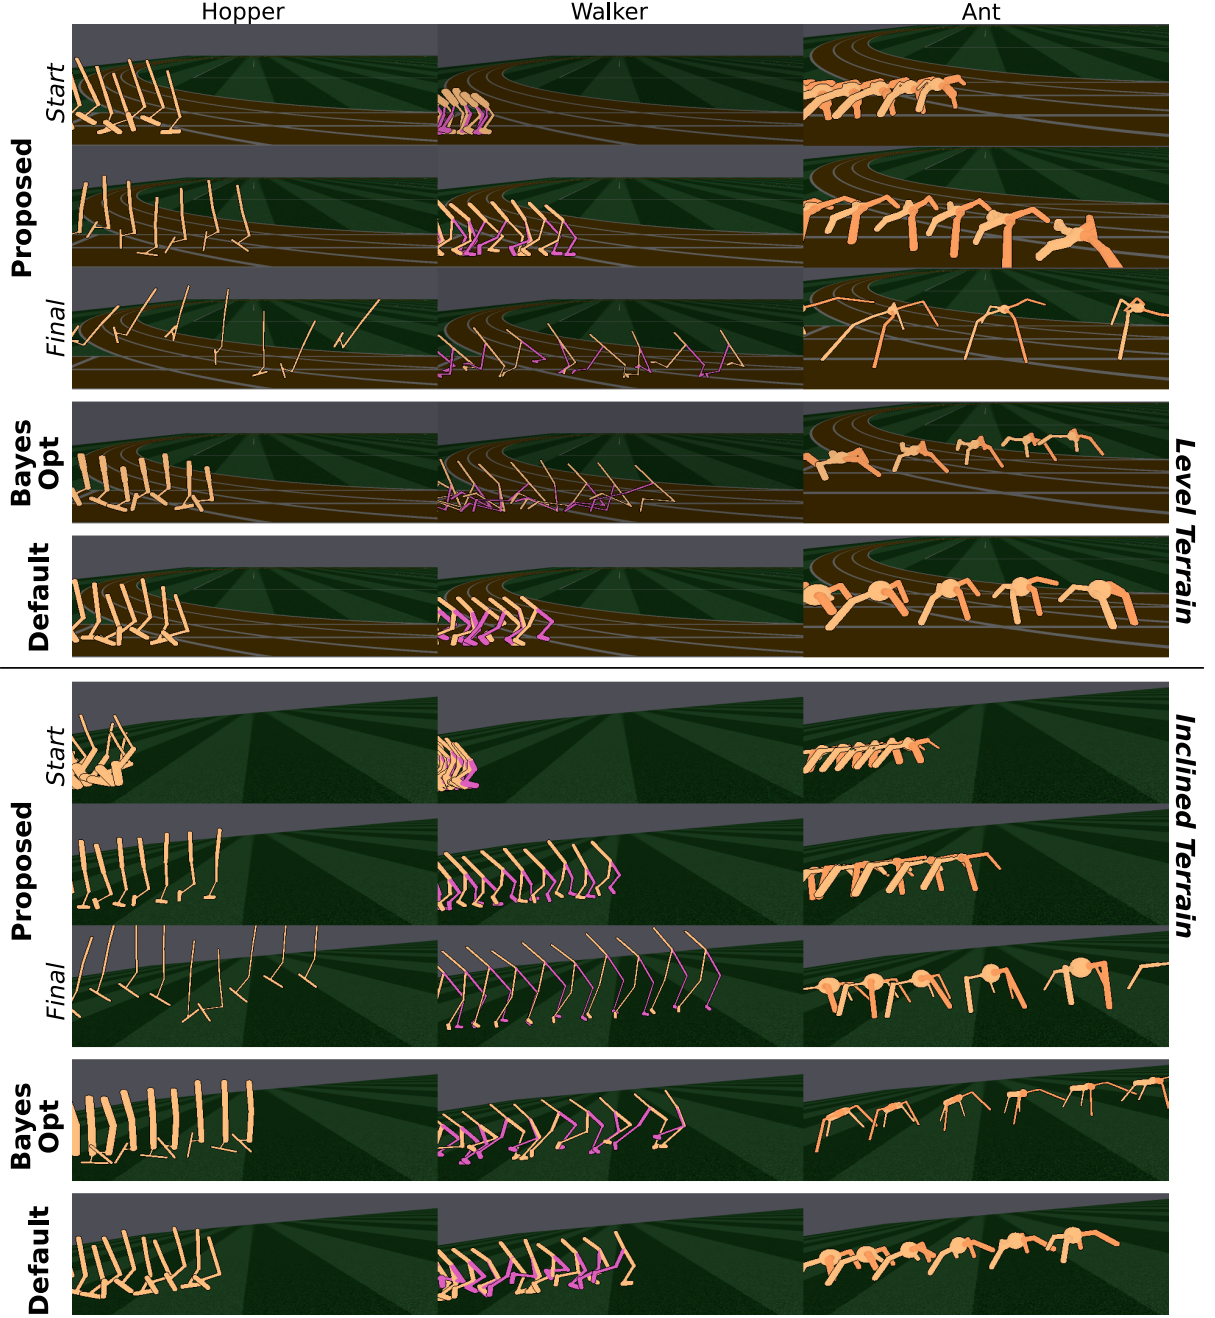 Hopper Walker Ant
Start
Proposed
Final
Bayes
Opt
Default
Level Terrain
Start
Proposed
Final
Bayes
Opt
Default
Inclined Terrain